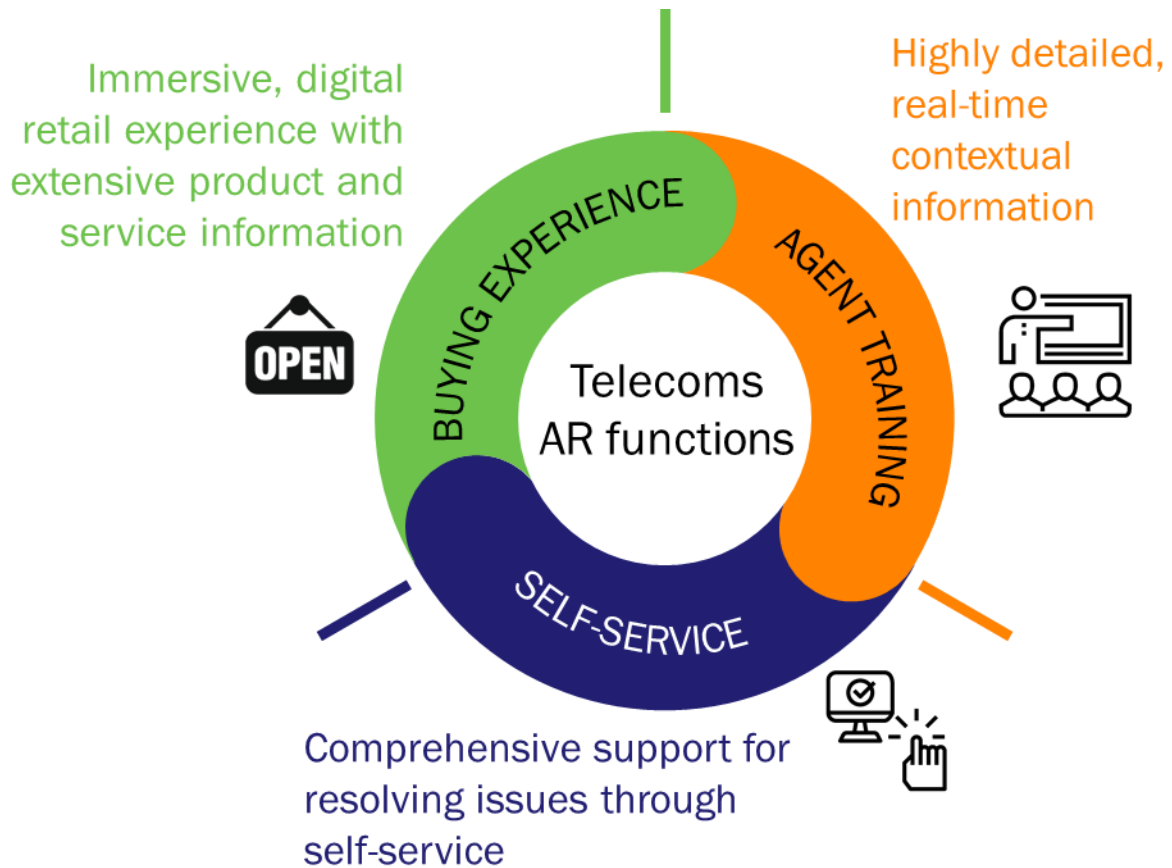 Immersive, digital
retail experience with
extensive product and
service information
Highly detailed,
real-time
contextual
information
BUYING EXPERIENCE
AGENT TRAINING
OPEN
Telecoms
AR functions
SELF-SERVICE
Comprehensive support for
resolving issues through
self-service